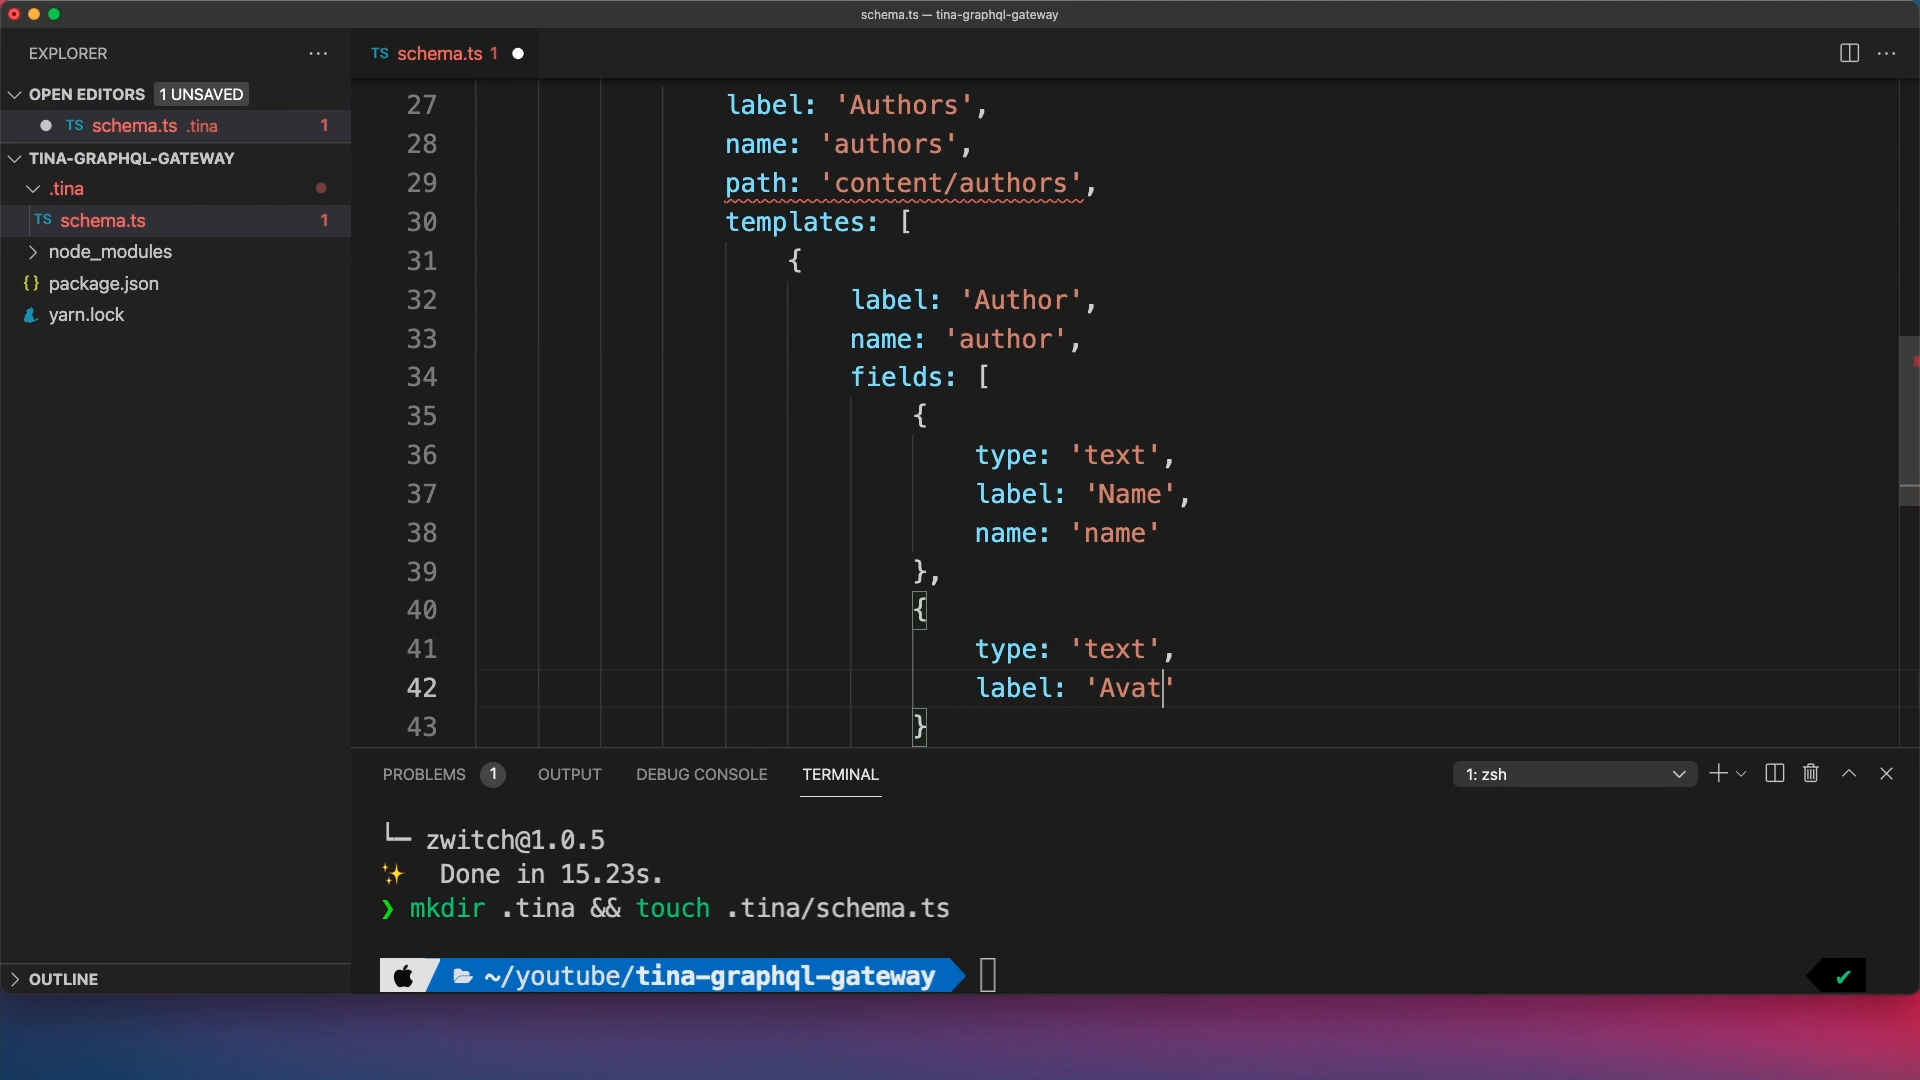 schema.ts — tina-graphql-gateway
EXPLORER
OPEN EDITORS 1 UNSAVED
TS schema.ts .tina 1
TINA-GRAPHQL-GATEWAY
.tina
TS schema.ts 1
node_modules
{} package.json
yarn.lock
OUTLINE
TS schema.ts 1
27 label: 'Authors',
28 name: 'authors',
29 path: 'content/authors',
30 templates: [
31 {
32 label: 'Author',
33 name: 'author',
34 fields: [
35 {
36 type: 'text',
37 label: 'Name',
38 name: 'name'
39 },
40 {
41 type: 'text',
42 label: 'Avat'
43 }
PROBLEMS 1 OUTPUT DEBUG CONSOLE TERMINAL 1: zsh
└─ zwitch@1.0.5
✨ Done in 15.23s.
❯ mkdir .tina && touch .tina/schema.ts
~/youtube/tina-graphql-gateway